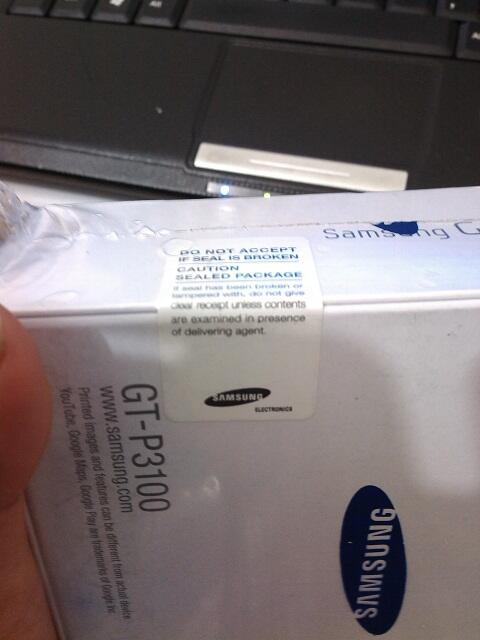 Samsung G
DO NOT ACCEPT
IF SEAL IS BROKEN
CAUTION
SEALED PACKAGE
If seal has been broken or
tampered with, do not give
clear receipt unless contents
are examined in presence
of delivering agent.
SAMSUNG
ELECTRONICS
GT-P3100
www.samsung.com
Printed images and features can be different from actual device.
YouTube, Google Maps, Google Play are trademarks of Google Inc.
SAMSUNG